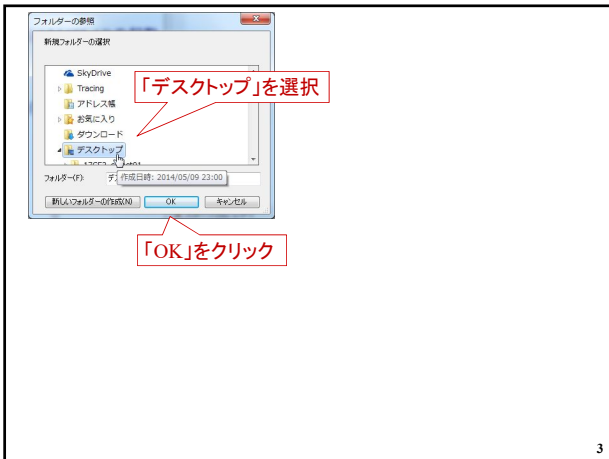 フォルダーの参照
新規フォルダーの選択
SkyDrive
Tracing
「デスクトップ」を選択
アドレス帳
お気に入り
ダウンロード
デスクトップ
フォルダー(F):
作成日時: 2014/05/09 23:00
新しいフォルダーの作成(N)
OK
キャンセル
「OK」をクリック
3